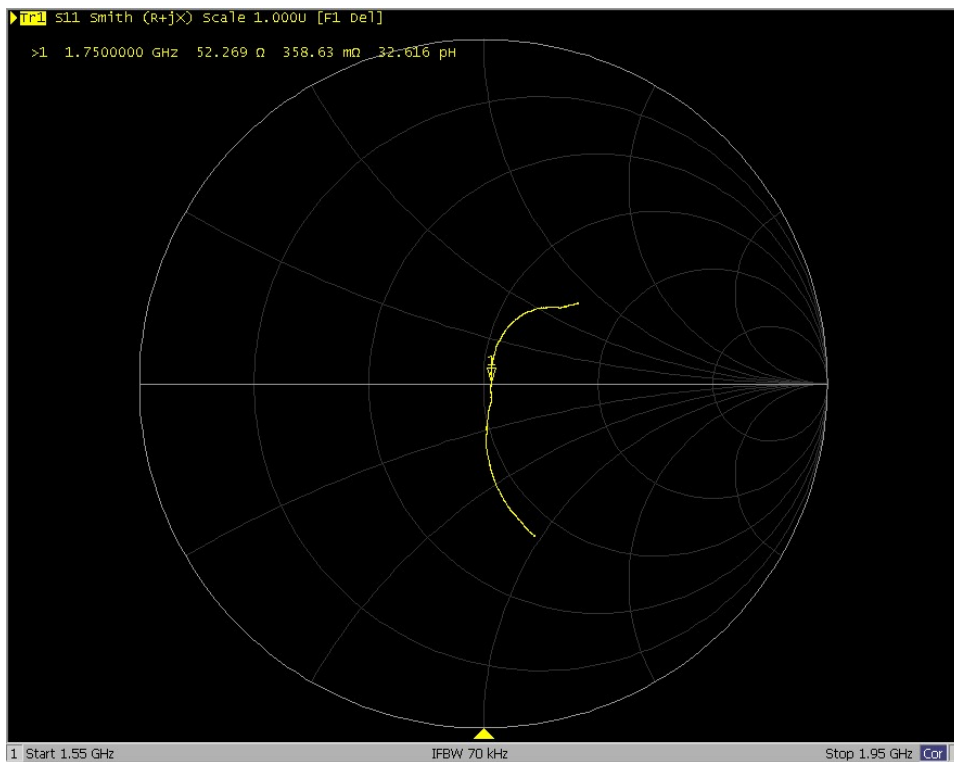 Tr1 S11 Smith (R+jX) Scale 1.000U [F1 Del]
>1 1.7500000 GHz 52.269 Ω 358.63 mΩ 32.616 pH
1
1 Start 1.55 GHz IFBW 70 kHz Stop 1.95 GHz Cor